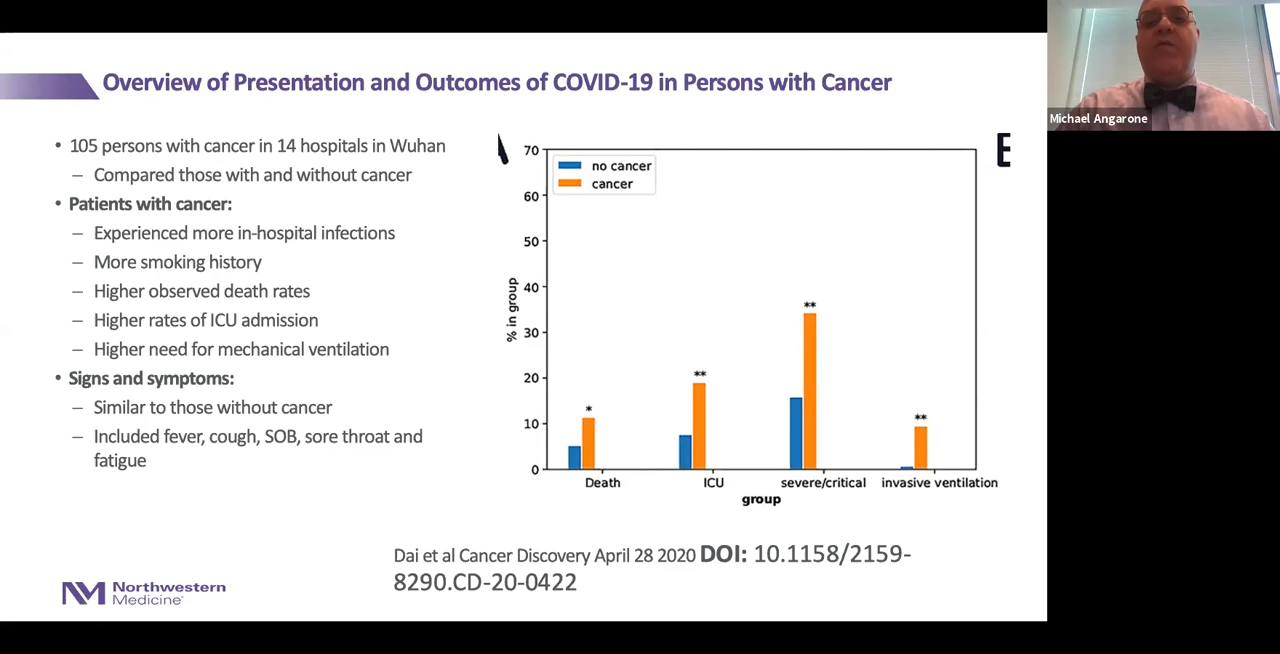 Overview of Presentation and Outcomes of COVID-19 in Persons with Cancer
Michael Angarone
• 105 persons with cancer in 14 hospitals in Wuhan
– Compared those with and without cancer
• Patients with cancer:
– Experienced more in-hospital infections
– More smoking history
– Higher observed death rates
– Higher rates of ICU admission
– Higher need for mechanical ventilation
• Signs and symptoms:
– Similar to those without cancer
– Included fever, cough, SOB, sore throat and
fatigue
E
no cancer
cancer
% in group
70
60
50
40
30
20
10
0
*
**
**
**
Death
ICU
severe/critical
invasive ventilation
group
Dai et al Cancer Discovery April 28 2020 DOI: 10.1158/2159-
8290.CD-20-0422
NM
Northwestern
Medicine